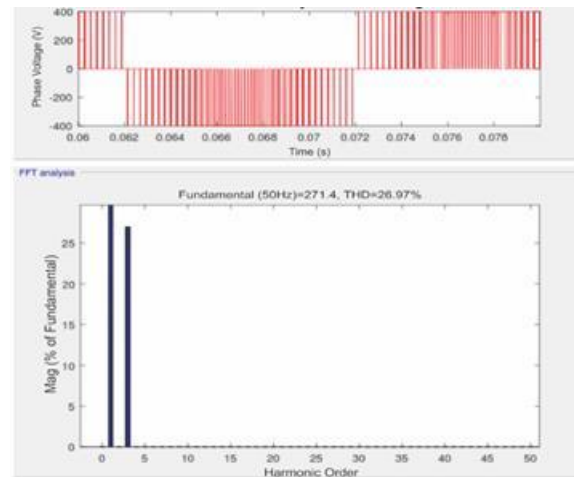 400
200
0
-200
-400
Phase Voltage (V)
0.06 0.062 0.064 0.066 0.068 0.07 0.072 0.074 0.076 0.078
Time (s)
FFT analysis
Fundamental (50Hz)=271.4, THD=26.97%
25
20
15
10
5
0
Mag (% of Fundamental)
0 5 10 15 20 25 30 35 40 45 50
Harmonic Order